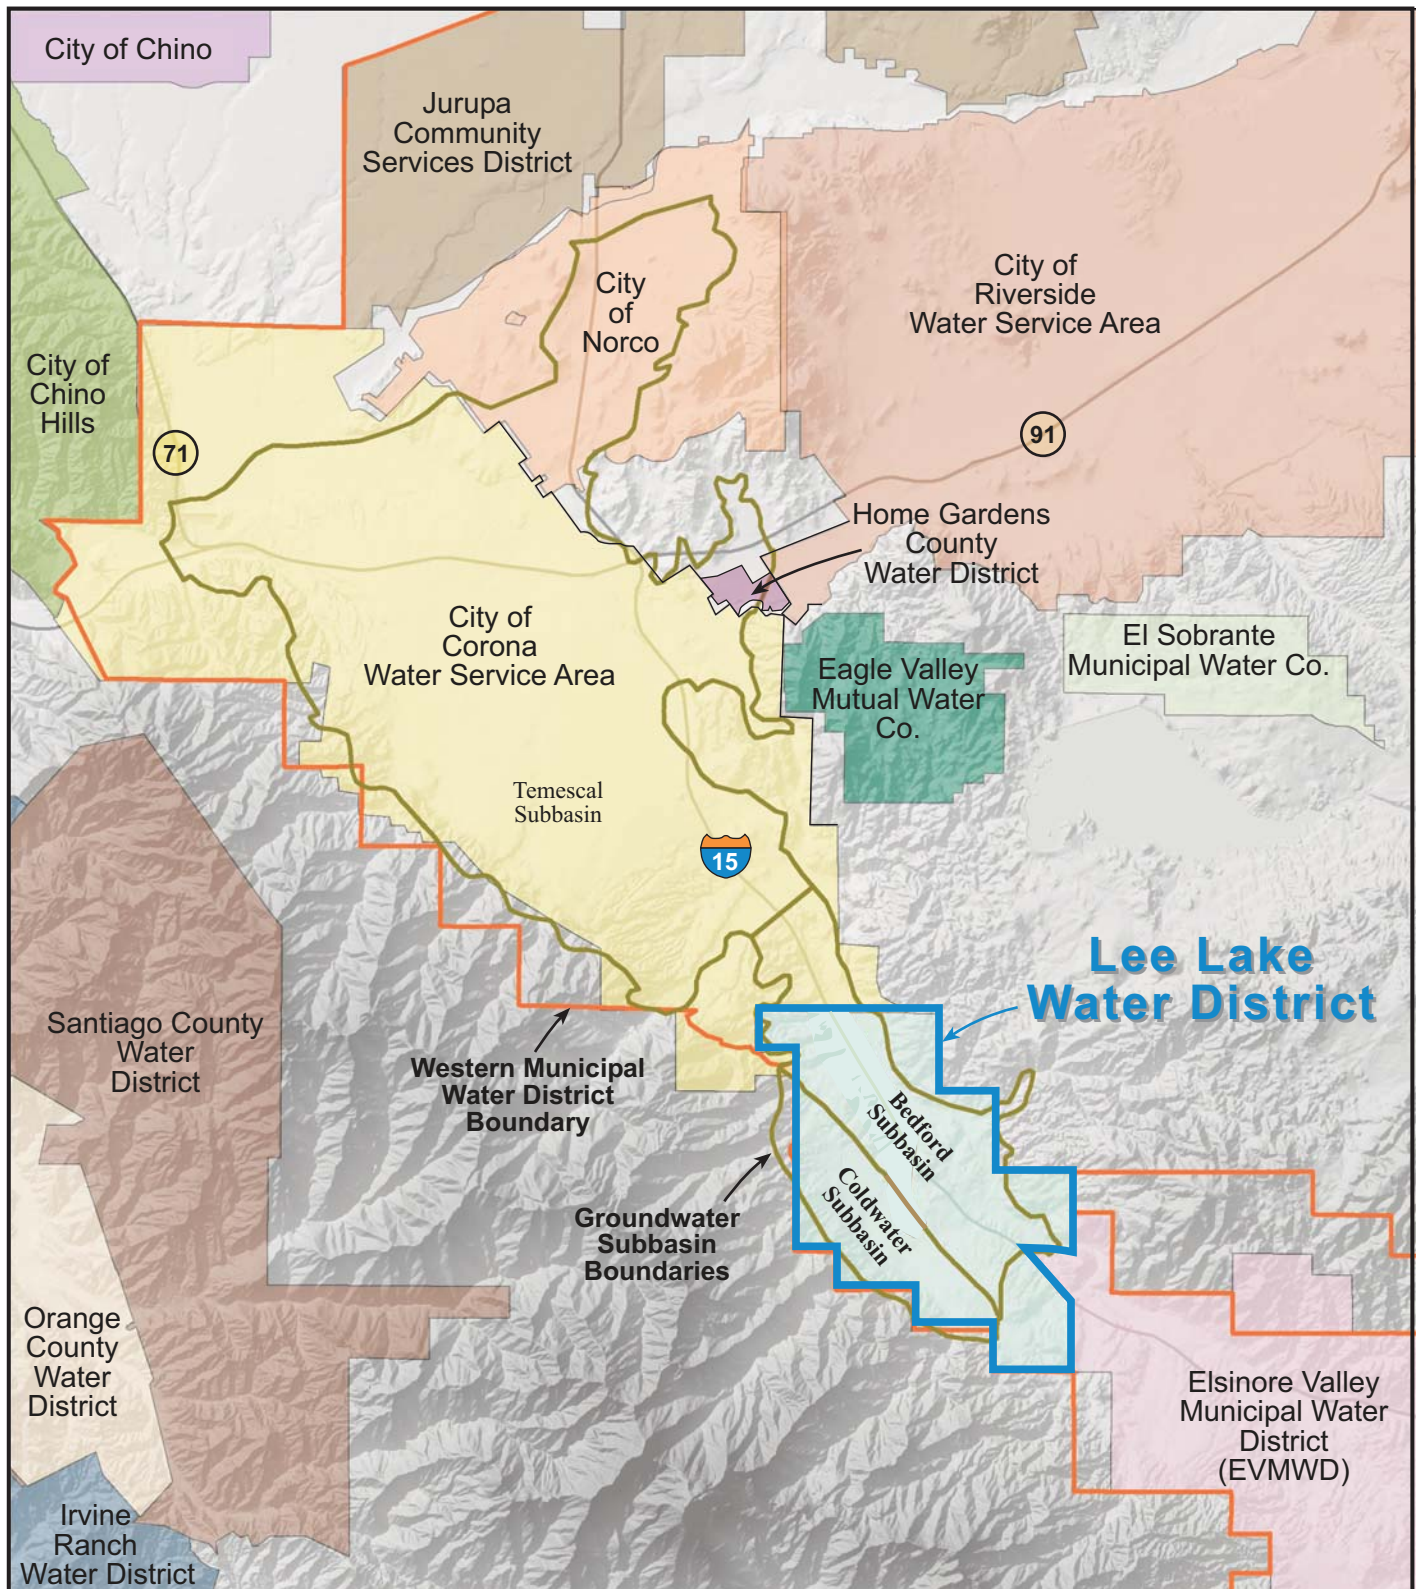 City of Chino
Jurupa
Community
Services District
City of
Norco
City of
Riverside
Water Service Area
City of
Chino
Hills
71
91
Home Gardens
County
Water District
City of
Corona
Water Service Area
El Sobrante
Municipal Water Co.
Eagle Valley
Mutual Water
Co.
Temescal
Subbasin
15
Lee Lake
Water District
Santiago County
Water
District
Western Municipal
Water District
Boundary
Bedford
Subbasin
Coldwater
Subbasin
Groundwater
Subbasin
Boundaries
Orange
County
Water
District
Elsinore Valley
Municipal Water
District
(EVMWD)
Irvine
Ranch
Water District